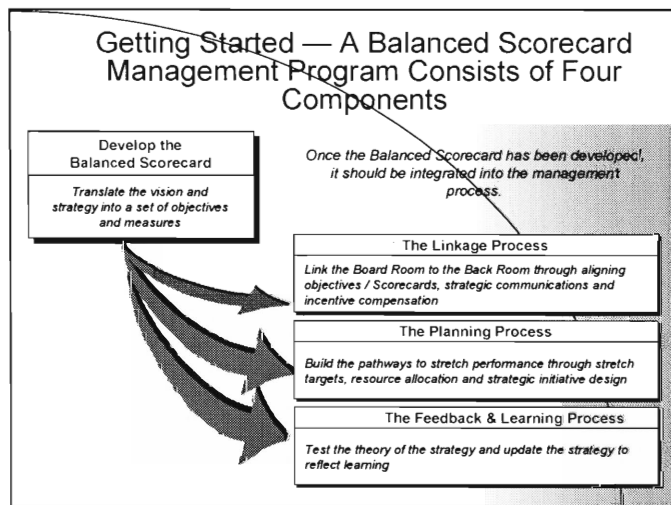 Getting Started — A Balanced Scorecard
Management Program Consists of Four
Components
Develop the
Balanced Scorecard
Translate the vision and
strategy into a set of objectives
and measures
Once the Balanced Scorecard has been developed,
it should be integrated into the management
process.
The Linkage Process
Link the Board Room to the Back Room through aligning
objectives / Scorecards, strategic communications and
incentive compensation
The Planning Process
Build the pathways to stretch performance through stretch
targets, resource allocation and strategic initiative design
The Feedback & Learning Process
Test the theory of the strategy and update the strategy to
reflect learning